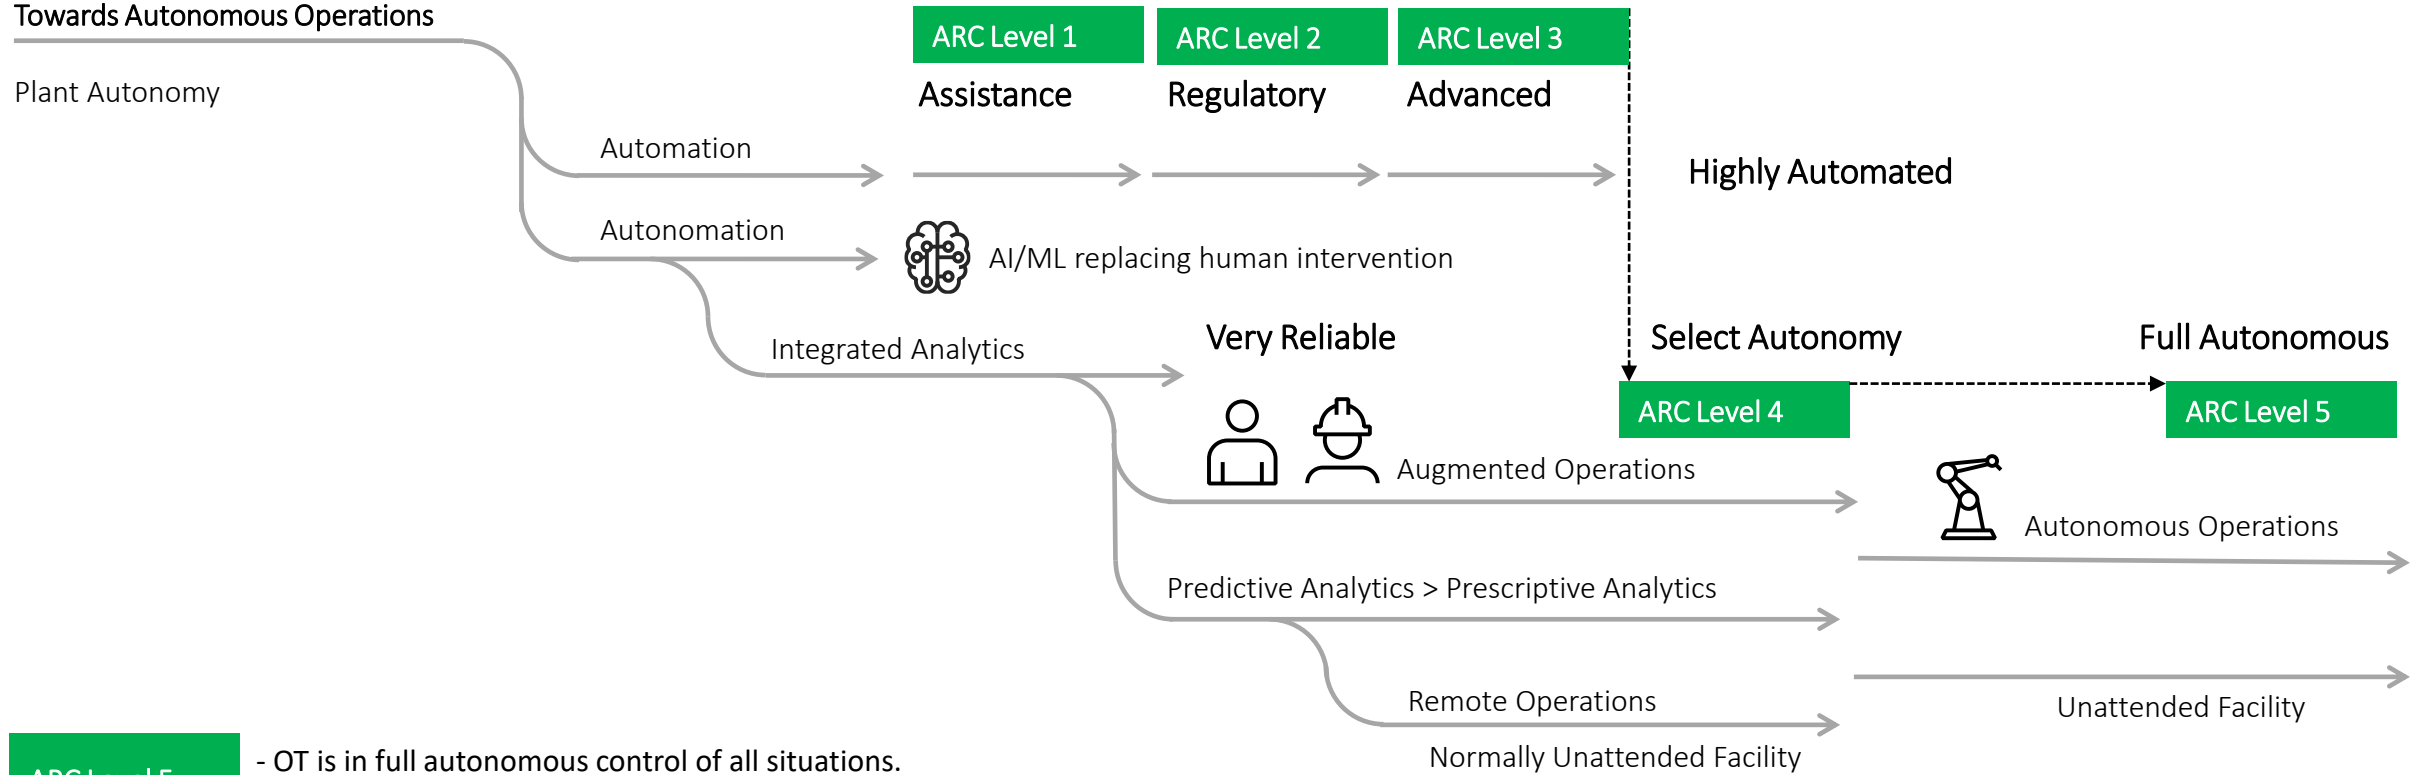 Towards Autonomous Operations
Plant Autonomy
ARC Level 1
ARC Level 2
ARC Level 3
Assistance
Regulatory
Advanced
Automation
Highly Automated
Autonomation
AI/ML replacing human intervention
Integrated Analytics
Very Reliable
Select Autonomy
Full Autonomous
ARC Level 4
ARC Level 5
Augmented Operations
Autonomous Operations
Predictive Analytics > Prescriptive Analytics
Remote Operations
Unattended Facility
Normally Unattended Facility
ARC Level 5
- OT is in full autonomous control of all situations.